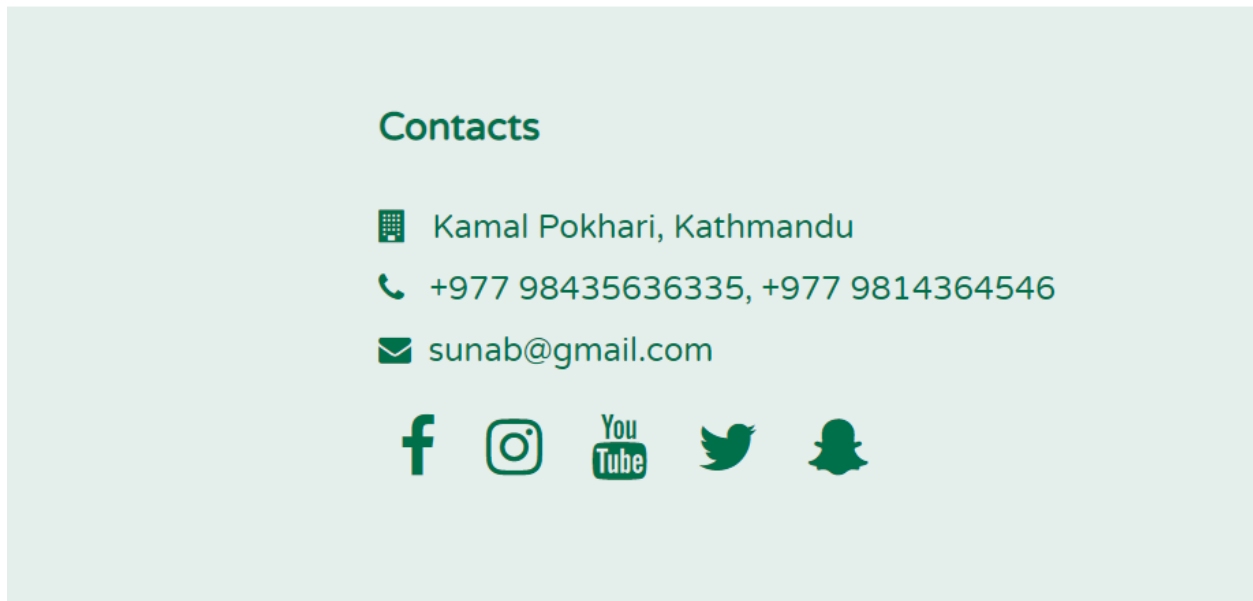 Contacts
Kamal Pokhari, Kathmandu
+977 98435636335, +977 9814364546
sunab@gmail.com
You
Tube